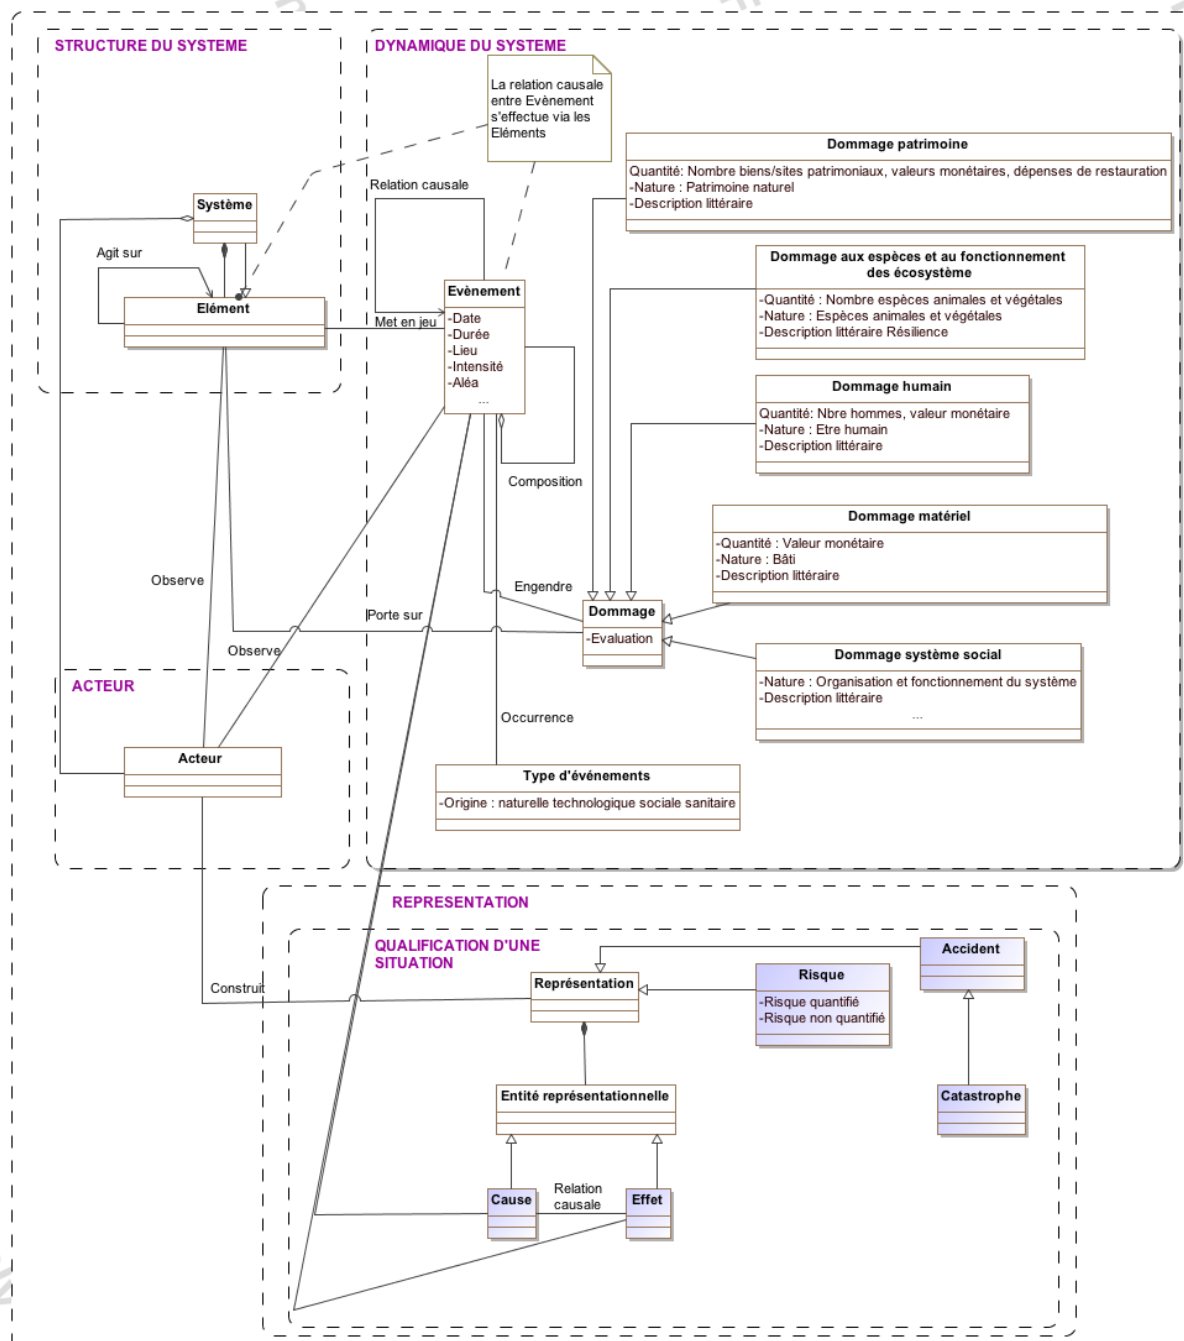 STRUCTURE DU SYSTEME
DYNAMIQUE DU SYSTEME
La relation causale
entre Evènement
s'effectue via les
Eléments
Dommage patrimoine
Quantité: Nombre biens/sites patrimoniaux, valeurs monétaires, dépenses de restauration
-Nature : Patrimoine naturel
-Description littéraire
Relation causale
Système
Agit sur
Elément
Met en jeu
Evènement
-Date
-Durée
-Lieu
-Intensité
-Aléa
...
Dommage aux espèces et au fonctionnement
des écosystème
-Quantité : Nombre espèces animales et végétales
-Nature : Espèces animales et végétales
-Description littéraire Résilience
Dommage humain
Quantité: Nbre hommes, valeur monétaire
-Nature : Etre humain
-Description littéraire
Composition
Dommage matériel
-Quantité : Valeur monétaire
-Nature : Bâti
-Description littéraire
Observe
Engendre
Porte sur
Dommage
-Evaluation
Observe
Dommage système social
-Nature : Organisation et fonctionnement du système
-Description littéraire
...
ACTEUR
Occurrence
Acteur
Type d'événements
-Origine : naturelle technologique sociale sanitaire
REPRESENTATION
QUALIFICATION D'UNE
SITUATION
Accident
Construit
Représentation
Risque
-Risque quantifié
-Risque non quantifié
Entité représentationnelle
Catastrophe
Cause
Relation
causale
Effet